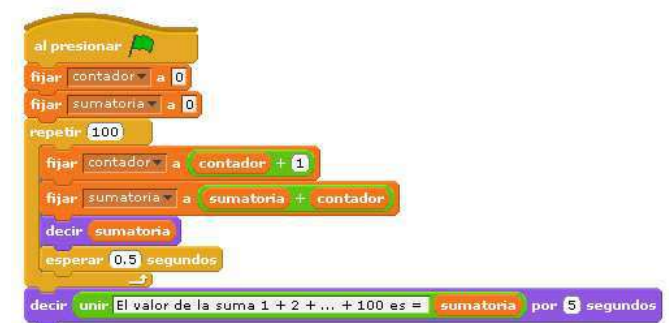 al presionar
fijar contador a 0
fijar sumatoria a 0
repetir 100
fijar contador a contador + 1
fijar sumatoria a sumatoria + contador
decir sumatoria
esperar 0.5 segundos
decir unir El valor de la suma 1 + 2 + ... + 100 es = sumatoria por 5 segundos